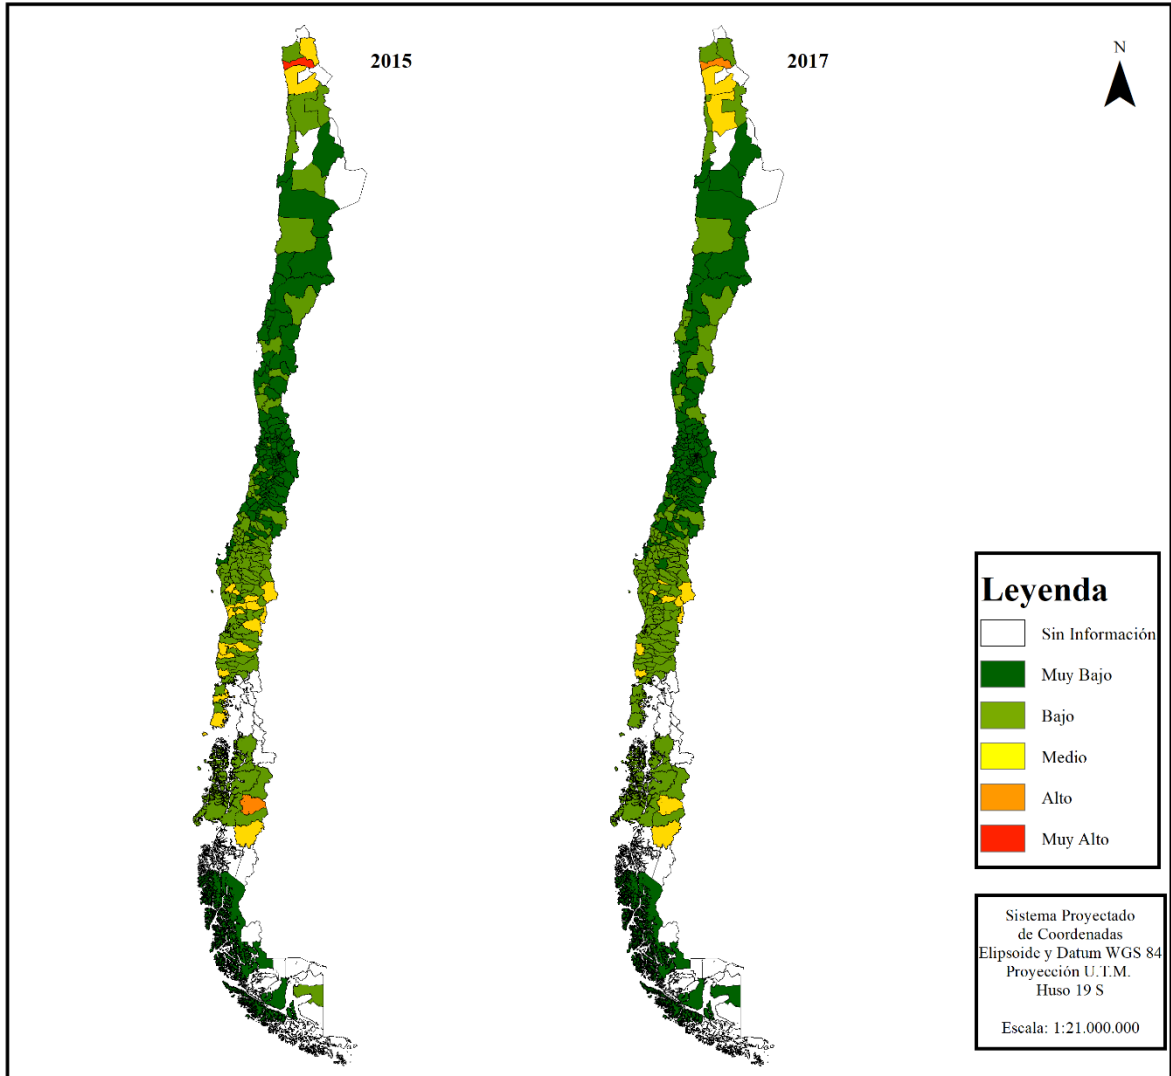 2015
2017
N
Leyenda
Sin Información
Muy Bajo
Bajo
Medio
Alto
Muy Alto
Sistema Proyectado
de Coordenadas
Elipsoide y Datum WGS 84
Proyección U.T.M.
Huso 19 S
Escala: 1:21.000.000